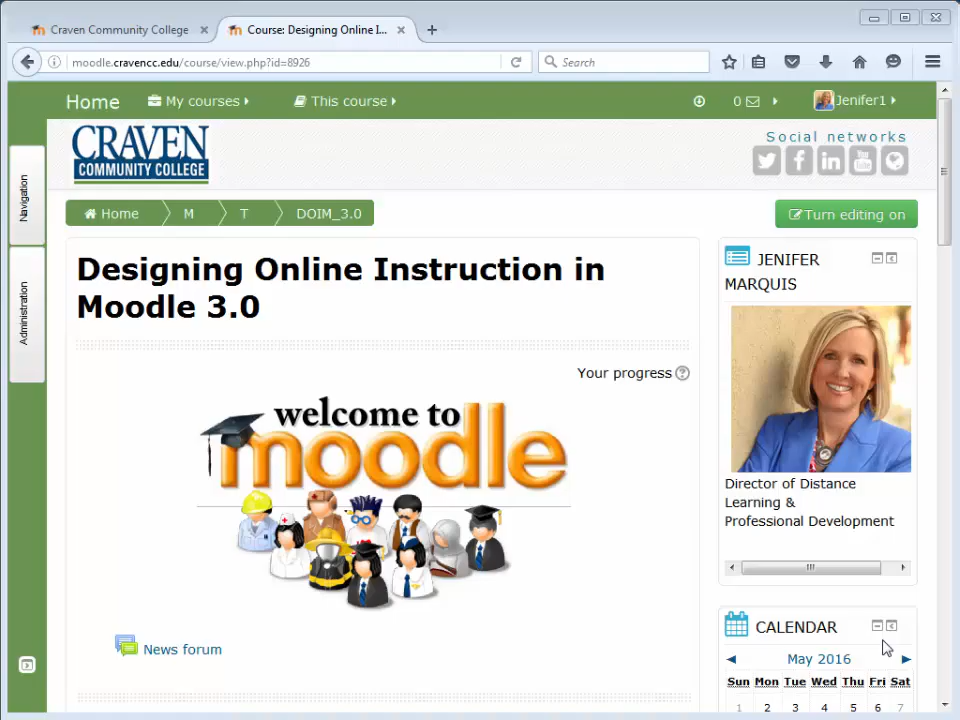 Craven Community College
Course: Designing Online I...
moodle.cravencc.edu/course/view.php?id=8926
Search
Home
My courses
This course
0
Jenifer1
CRAVEN
COMMUNITY COLLEGE
Social networks
You
Tube
in
Navigation
Administration
Home
M
T
DOIM_3.0
Turn editing on
Designing Online Instruction in
Moodle 3.0
Your progress
welcome to
moodle
News forum
JENIFER
MARQUIS
Director of Distance
Learning &
Professional Development
CALENDAR
May 2016
Sun Mon Tue Wed Thu Fri Sat
1 2 3 4 5 6 7